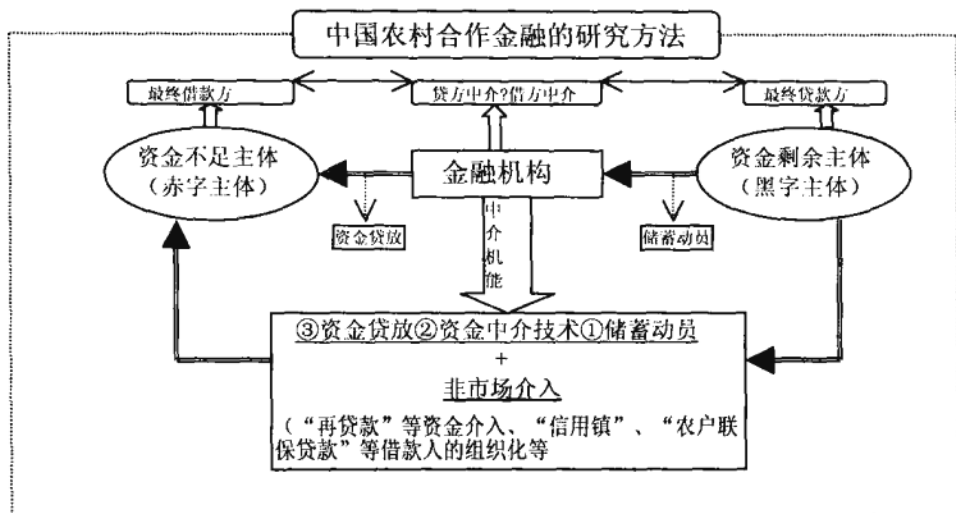 中国农村合作金融的研究方法
最终借款方
贷方中介?借方中介
最终贷款方
资金不足主体
（赤字主体）
金融机构
资金剩余主体
（黑字主体）
资金贷放
中介机能
储蓄动员
③资金贷放②资金中介技术①储蓄动员
+
非市场介入
（“再贷款”等资金介入、“信用镇”、“农户联
保贷款”等借款人的组织化等